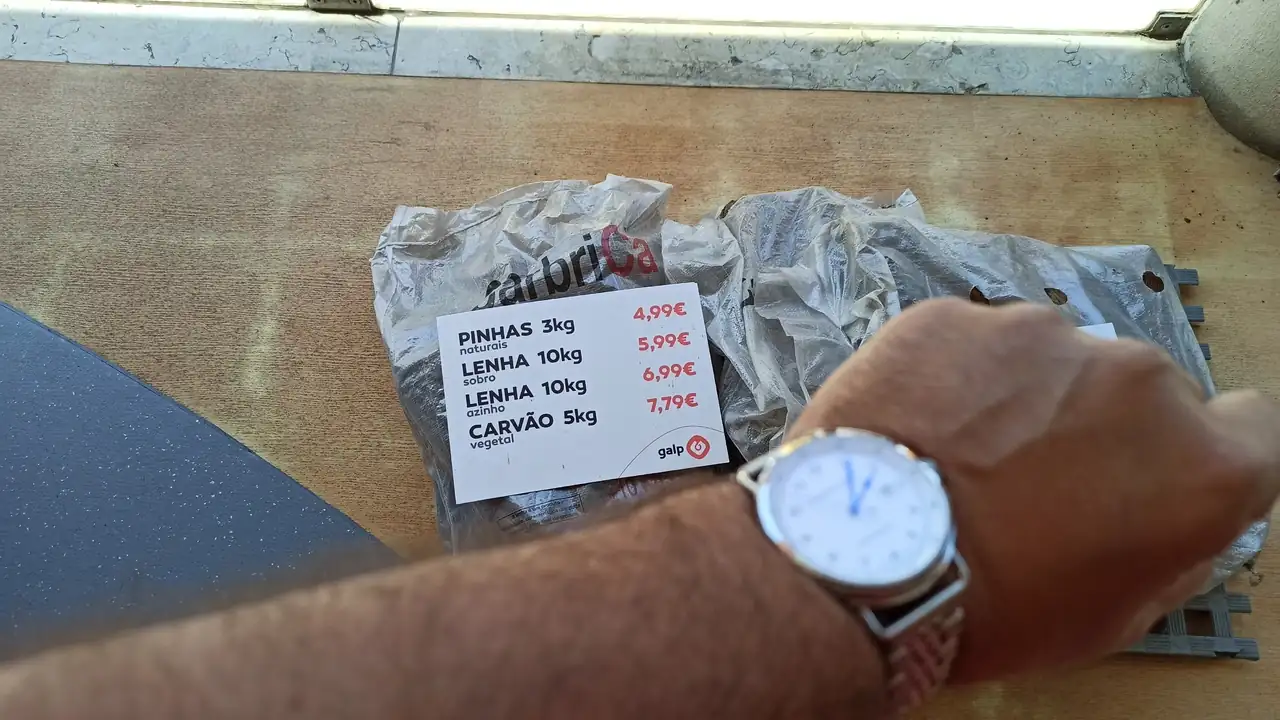 CarbriCa
PINHAS 3kg 4,99€
naturais
LENHA 10kg 5,99€
sobro
LENHA 10kg 6,99€
azinho
CARVÃO 5kg 7,79€
vegetal
galp